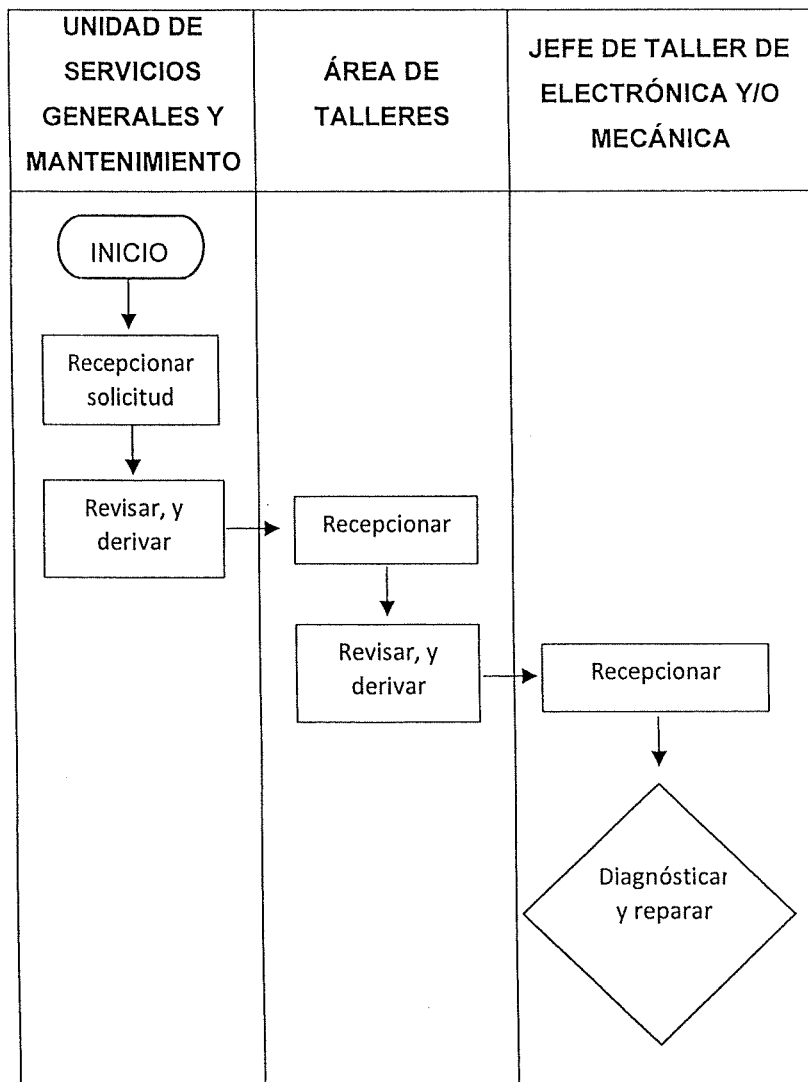 UNIDAD DE
SERVICIOS
GENERALES Y
MANTENIMIENTO
ÁREA DE
TALLERES
JEFE DE TALLER DE
ELECTRÓNICA Y/O
MECÁNICA
INICIO
Recepcionar
solicitud
Revisar, y
derivar
Recepcionar
Revisar, y
derivar
Recepcionar
Diagnósticar
y reparar